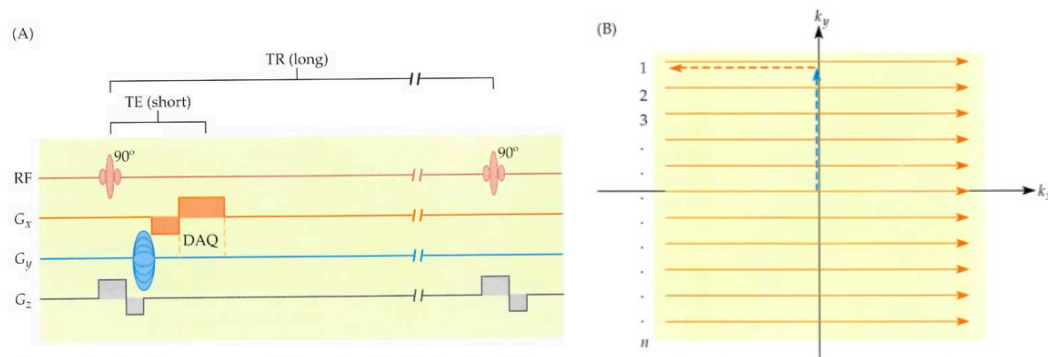 (A)
TR (long)
TE (short)
90°
90°
RF
Gx
DAQ
Gy
Gz
(B)
ky
1
2
3
.
.
kx
.
.
.
.
.
n